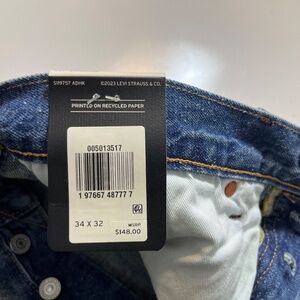 S119757 ADHK ©2023 LEVI STRAUSS & CO.
PRINTED ON RECYCLED PAPER
005013517
1 97667 48777 7
34 X 32
MSRP
$148.00